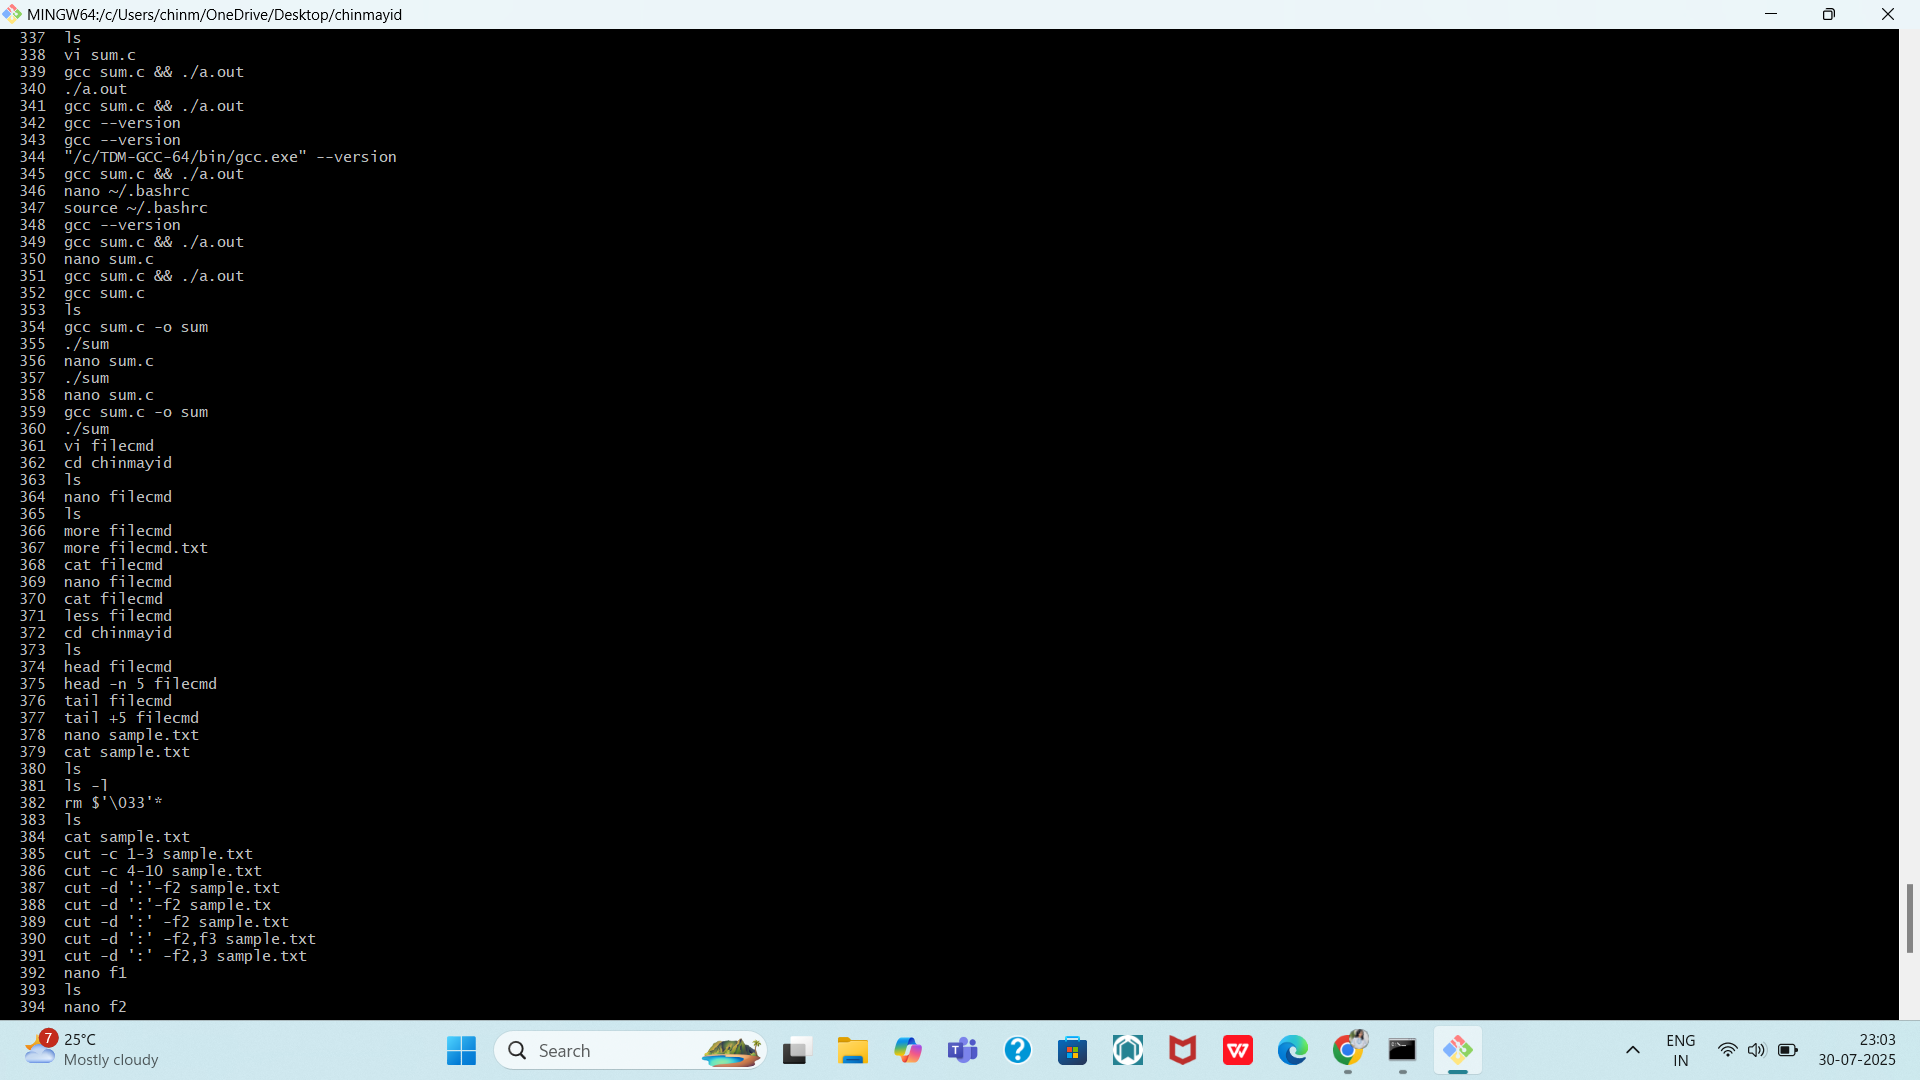 MINGW64:/c/Users/chinm/OneDrive/Desktop/chinmayid
337 ls
338 vi sum.c
339 gcc sum.c && ./a.out
340 ./a.out
341 gcc sum.c && ./a.out
342 gcc --version
343 gcc --version
344 "/c/TDM-GCC-64/bin/gcc.exe" --version
345 gcc sum.c && ./a.out
346 nano ~/.bashrc
347 source ~/.bashrc
348 gcc --version
349 gcc sum.c && ./a.out
350 nano sum.c
351 gcc sum.c && ./a.out
352 gcc sum.c
353 ls
354 gcc sum.c -o sum
355 ./sum
356 nano sum.c
357 ./sum
358 nano sum.c
359 gcc sum.c -o sum
360 ./sum
361 vi filecmd
362 cd chinmayid
363 ls
364 nano filecmd
365 ls
366 more filecmd
367 more filecmd.txt
368 cat filecmd
369 nano filecmd
370 cat filecmd
371 less filecmd
372 cd chinmayid
373 ls
374 head filecmd
375 head -n 5 filecmd
376 tail filecmd
377 tail +5 filecmd
378 nano sample.txt
379 cat sample.txt
380 ls
381 ls -l
382 rm $'\033'*
383 ls
384 cat sample.txt
385 cut -c 1-3 sample.txt
386 cut -c 4-10 sample.txt
387 cut -d ':'-f2 sample.txt
388 cut -d ':'-f2 sample.tx
389 cut -d ':' -f2 sample.txt
390 cut -d ':' -f2,f3 sample.txt
391 cut -d ':' -f2,3 sample.txt
392 nano f1
393 ls
394 nano f2
7
25°C
Mostly cloudy
Search
ENG
IN
23:03
30-07-2025